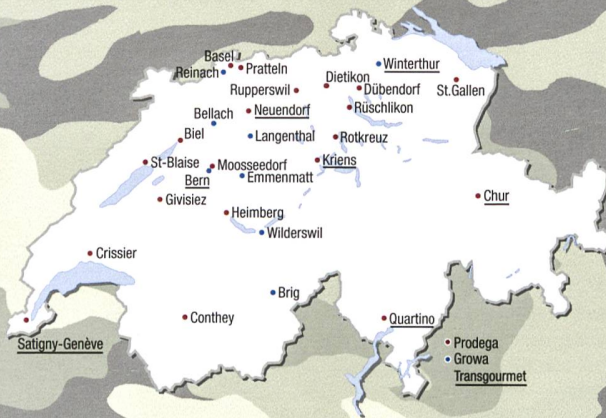 Basel
Reinach
Pratteln
Winterthur
Dietikon
Rupperswil
Dübendorf
St.Gallen
Neuendorf
Rüschlikon
Bellach
Biel
Langenthal
Rotkreuz
St-Blaise
Moosseedorf
Kriens
Bern
Emmenmatt
Givisiez
Chur
Heimberg
Wilderswil
Crissier
Brig
Conthey
Quartino
Satigny-Genève
Prodega
Growa
Transgourmet